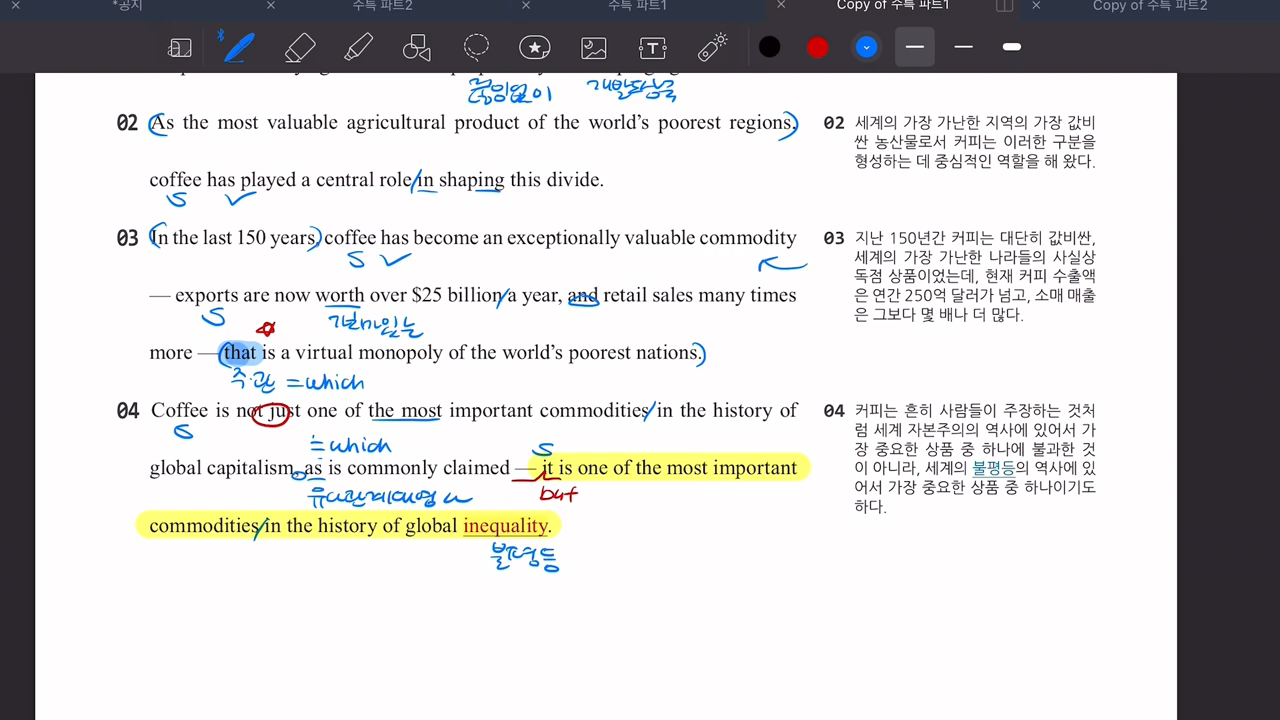 *공지
수특 파트2
수특 파트1
Copy of 수특 파트1
Copy of 수특 파트2
끊임없이 개발도상국
02 As the most valuable agricultural product of the world's poorest regions,
coffee has played a central role in shaping this divide.
S
02 세계의 가장 가난한 지역의 가장 값비
싼 농산물로서 커피는 이러한 구분을
형성하는 데 중심적인 역할을 해 왔다.
03 In the last 150 years, coffee has become an exceptionally valuable commodity
S
— exports are now worth over $25 billion a year, and retail sales many times
S 가치있는
more — that is a virtual monopoly of the world's poorest nations.
주·관 =which
03 지난 150년간 커피는 대단히 값비싼,
세계의 가장 가난한 나라들의 사실상
독점 상품이었는데, 현재 커피 수출액
은 연간 250억 달러가 넘고, 소매 매출
은 그보다 몇 배나 더 많다.
04 Coffee is not just one of the most important commodities in the history of
S =which S
global capitalism, as is commonly claimed — it is one of the most important
유사관계대명사 but
commodities in the history of global inequality.
불평등
04 커피는 흔히 사람들이 주장하는 것처
럼 세계 자본주의의 역사에 있어서 가
장 중요한 상품 중 하나에 불과한 것
이 아니라, 세계의 불평등의 역사에 있
어서 가장 중요한 상품 중 하나이기도
하다.